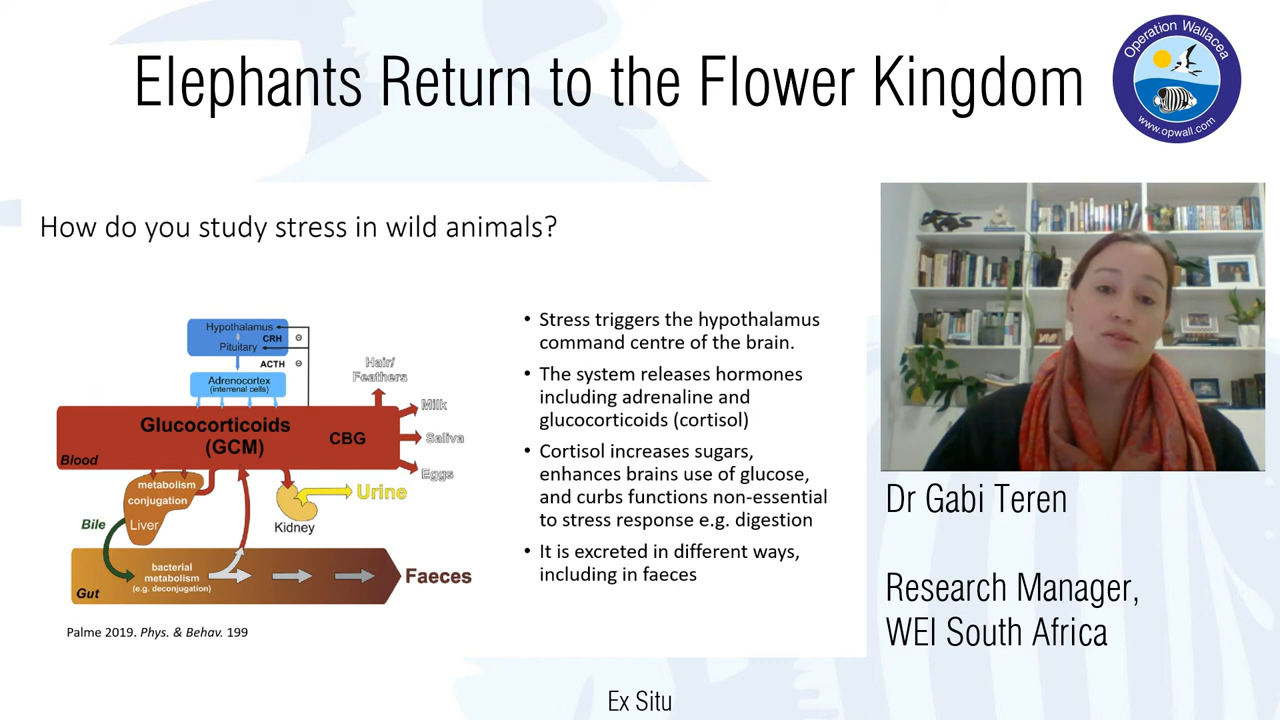 Elephants Return to the Flower Kingdom
Operation Wallacea
www.opwall.com
How do you study stress in wild animals?
Hypothalamus
CRH
Pituitary
ACTH
Adrenocortex
(interrenal cells)
Hair/
Feathers
Milk
Glucocorticoids
(GCM)
CBG
Saliva
Blood
Eggs
metabolism
conjugation
Urine
Bile
Liver
Kidney
bacterial
metabolism
(e.g. deconjugation)
Faeces
Gut
Palme 2019. Phys. & Behav. 199
• Stress triggers the hypothalamus
command centre of the brain.
• The system releases hormones
including adrenaline and
glucocorticoids (cortisol)
• Cortisol increases sugars,
enhances brains use of glucose,
and curbs functions non-essential
to stress response e.g. digestion
• It is excreted in different ways,
including in faeces
Dr Gabi Teren
Research Manager,
WEI South Africa
Ex Situ